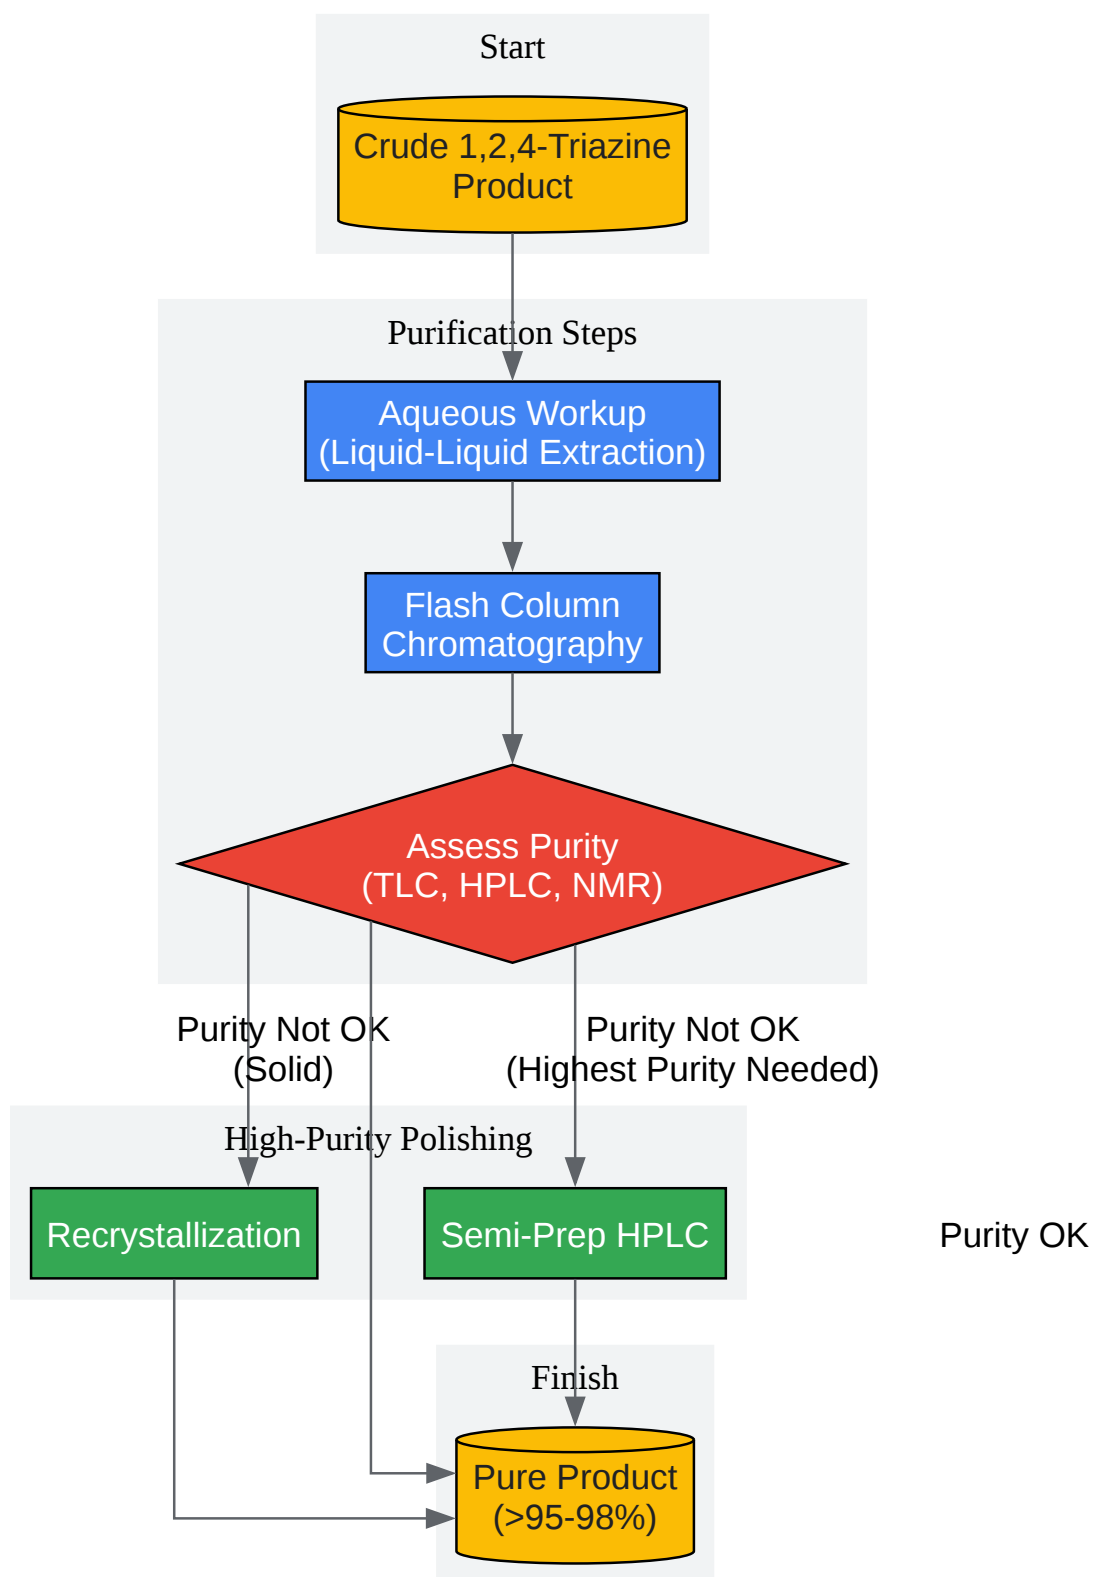 Start
Crude 1,2,4-Triazine
Product
Purification Steps
Aqueous Workup
(Liquid-Liquid Extraction)
Flash Column
Chromatography
Assess Purity
(TLC, HPLC, NMR)
Purity Not OK
(Solid)
Purity Not OK
(Highest Purity Needed)
High-Purity Polishing
Recrystallization
Semi-Prep HPLC
Purity OK
Finish
Pure Product
(>95-98%)